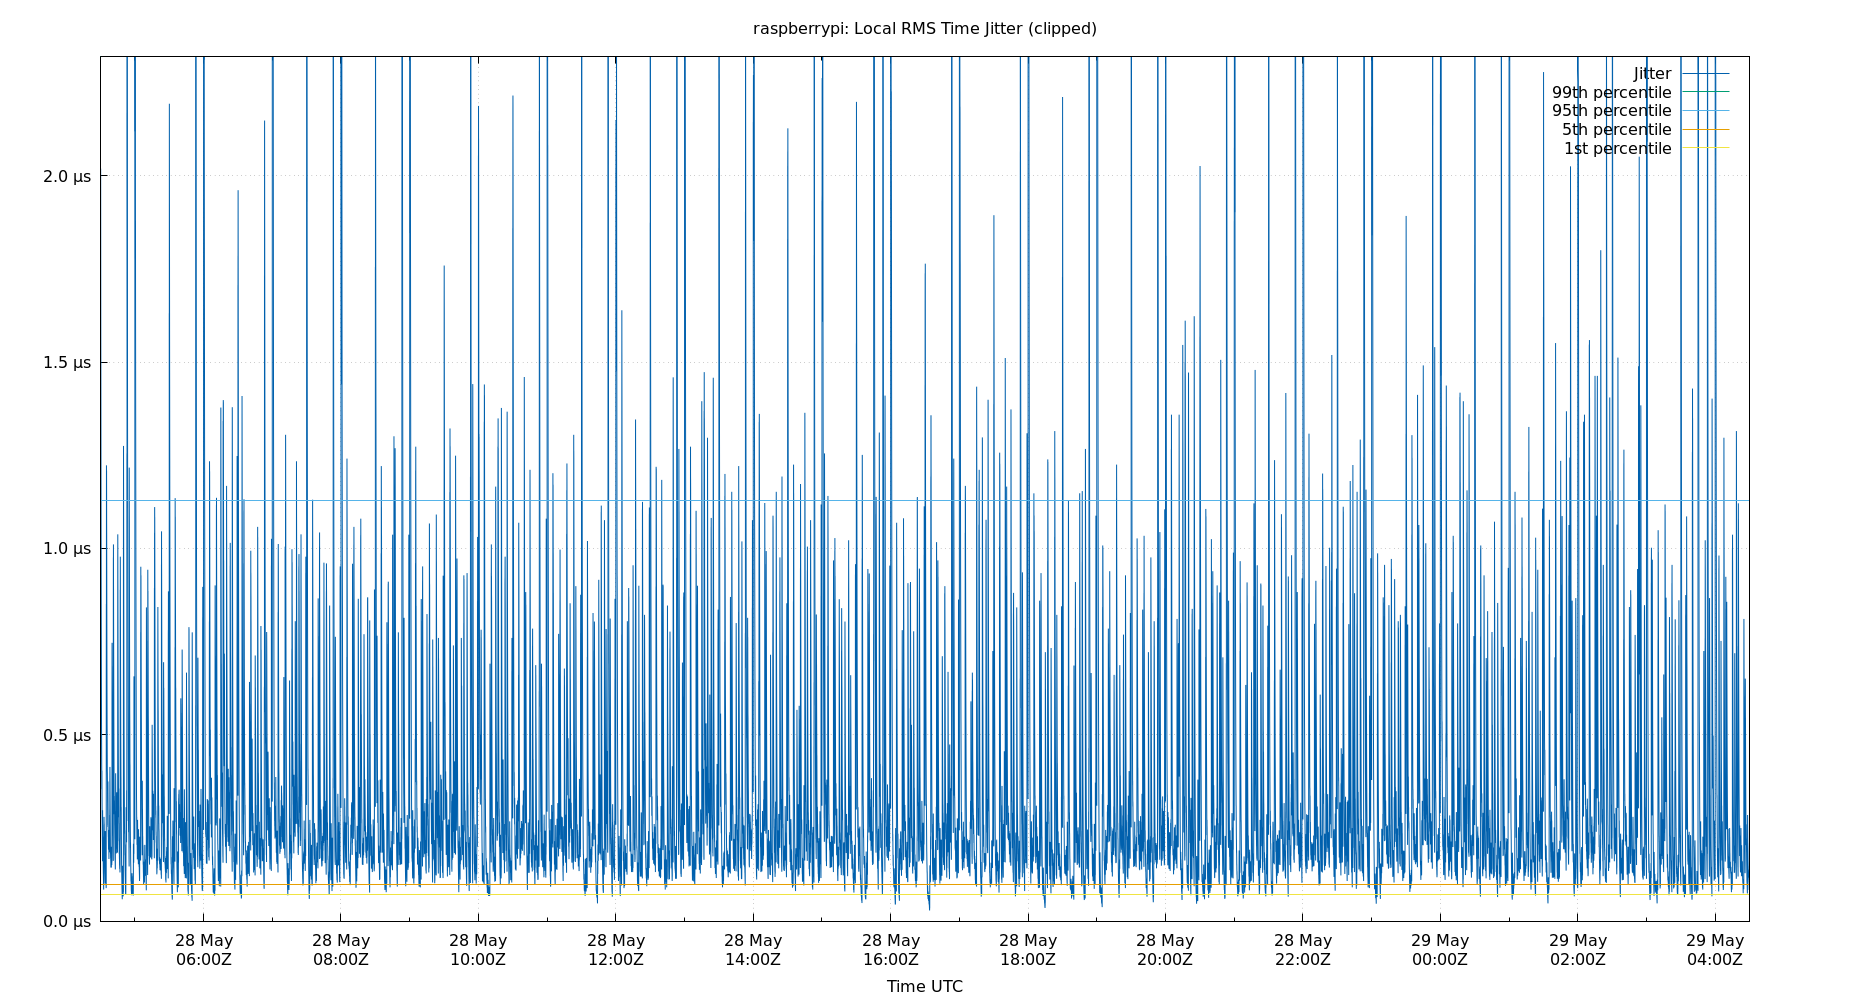 raspberrypi: Local RMS Time Jitter (clipped)
Jitter
99th percentile
95th percentile
5th percentile
1st percentile
2.0 μs
1.5 μs
1.0 μs
0.5 μs
0.0 μs
28 May 28 May 28 May 28 May 28 May 28 May 28 May 28 May 28 May 29 May 29 May 29 May
06:00Z 08:00Z 10:00Z 12:00Z 14:00Z 16:00Z 18:00Z 20:00Z 22:00Z 00:00Z 02:00Z 04:00Z
Time UTC